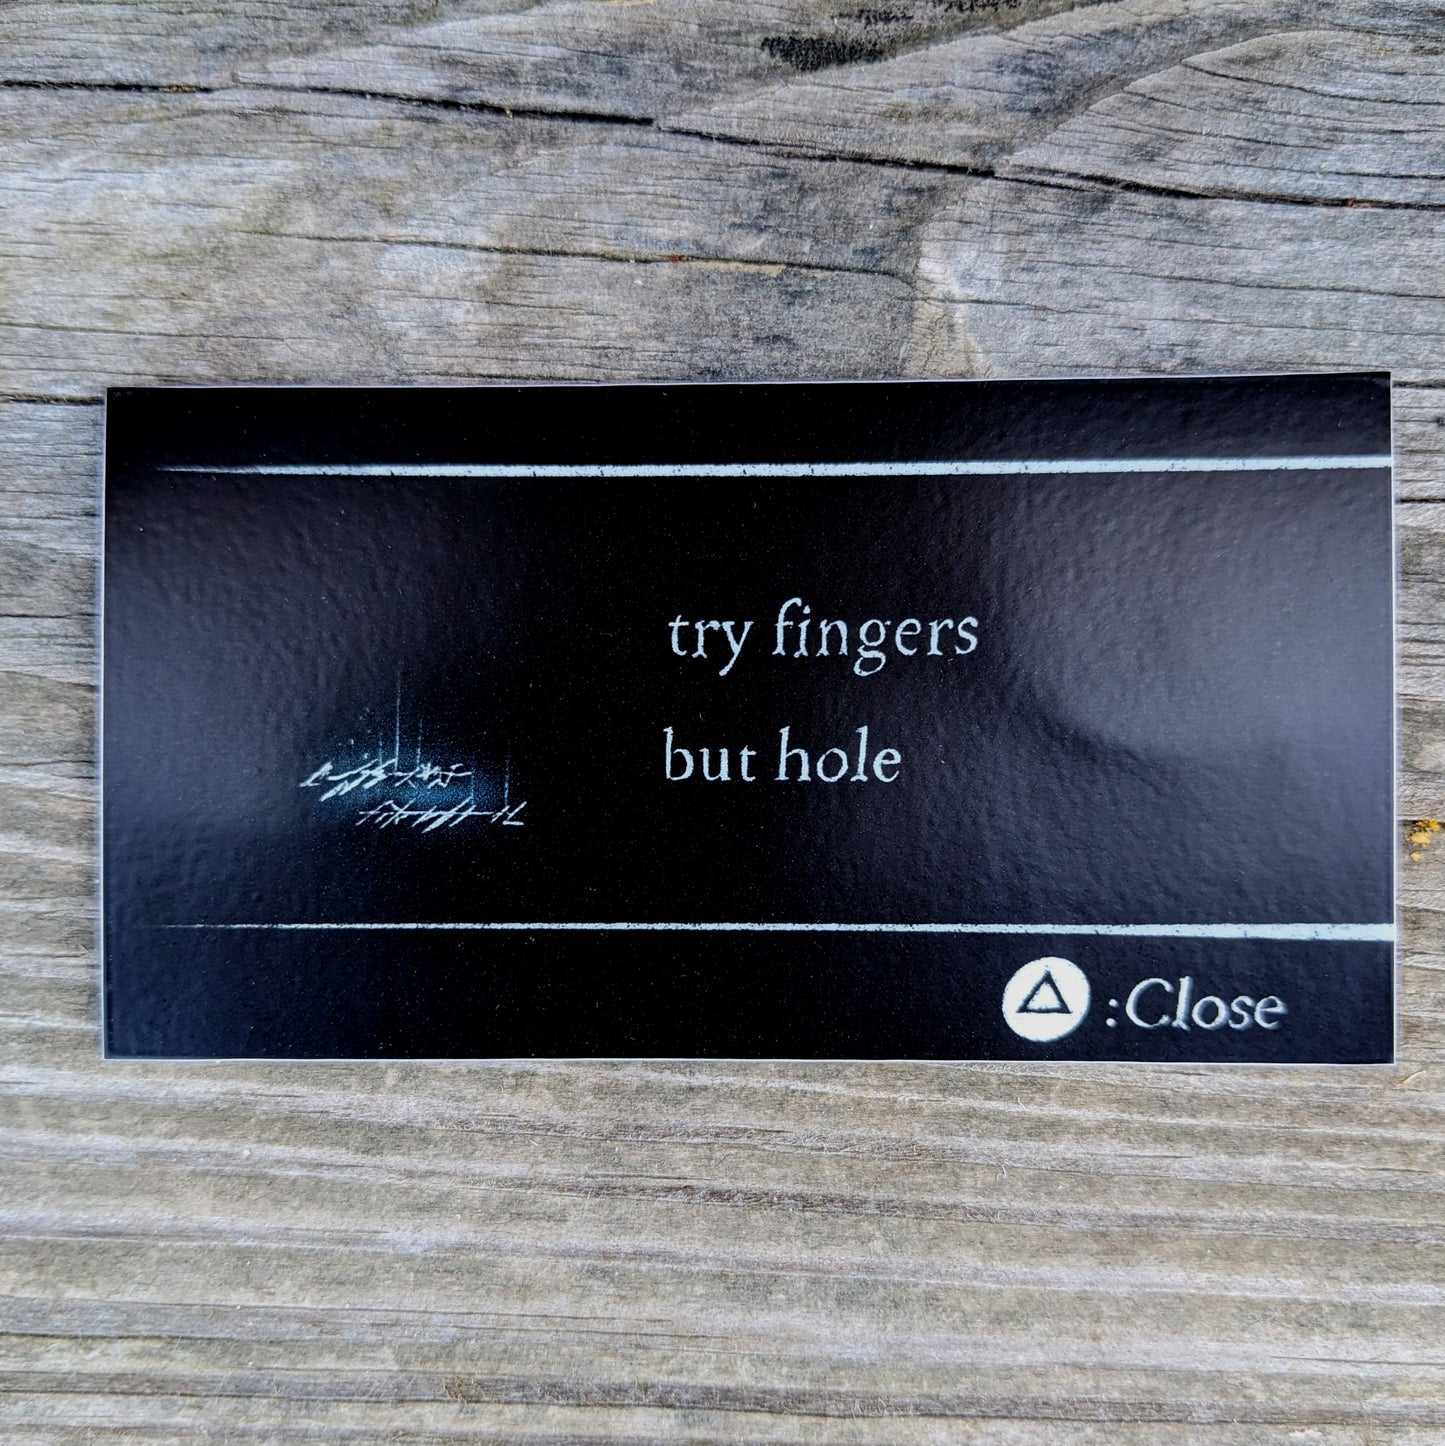 try fingers
but hole
:Close